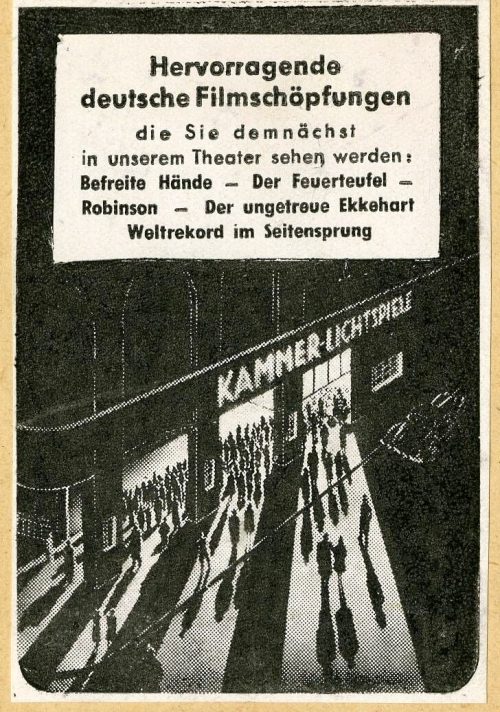 Hervorragende
deutsche Filmschöpfungen
die Sie demnächst
in unserem Theater sehen werden:
Befreite Hände – Der Feuerteufel –
Robinson – Der ungetreue Ekkehart
Weltrekord im Seitensprung
KAMMER-LICHTSPIELE